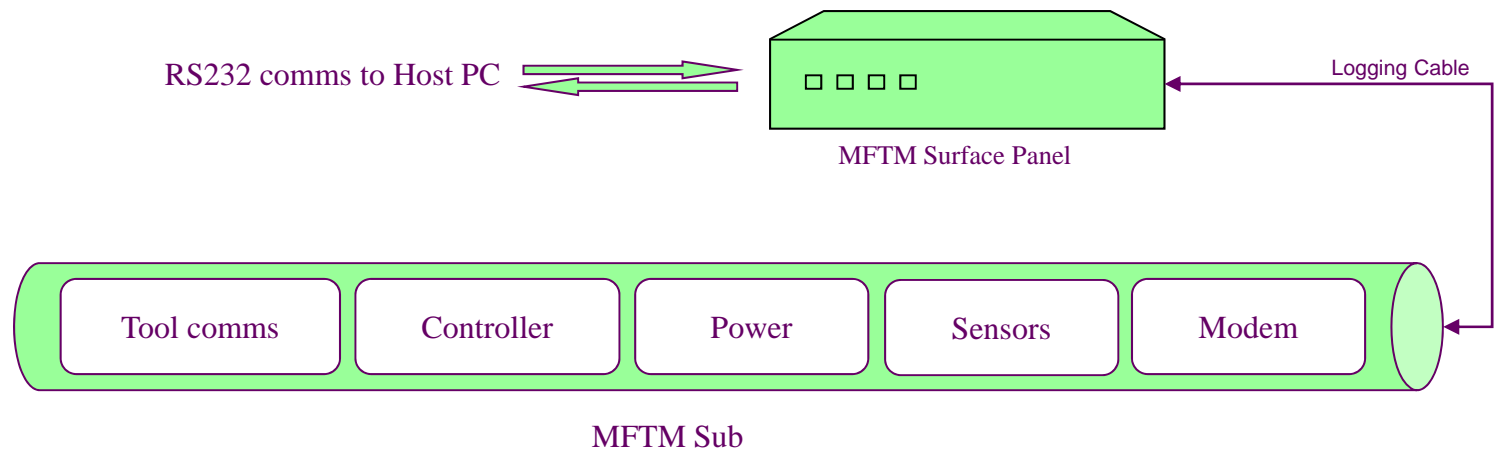 RS232 comms to Host PC
Logging Cable
MFTM Surface Panel
Tool comms
Controller
Power
Sensors
Modem
MFTM Sub